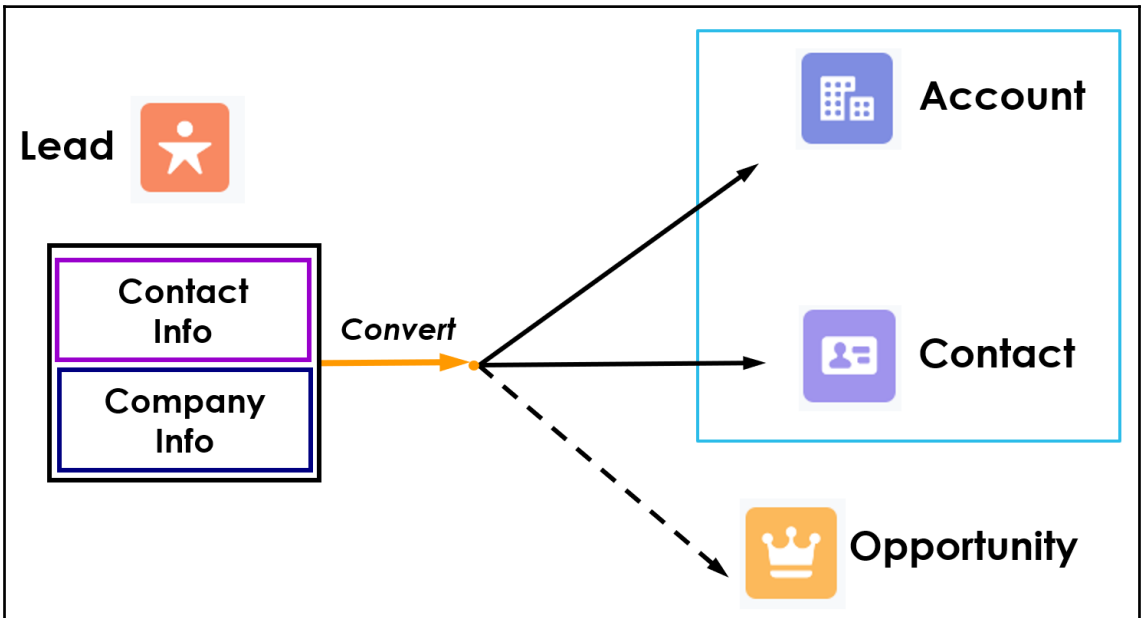 Lead
Contact
Info
Company
Info
Convert
Account
Contact
Opportunity